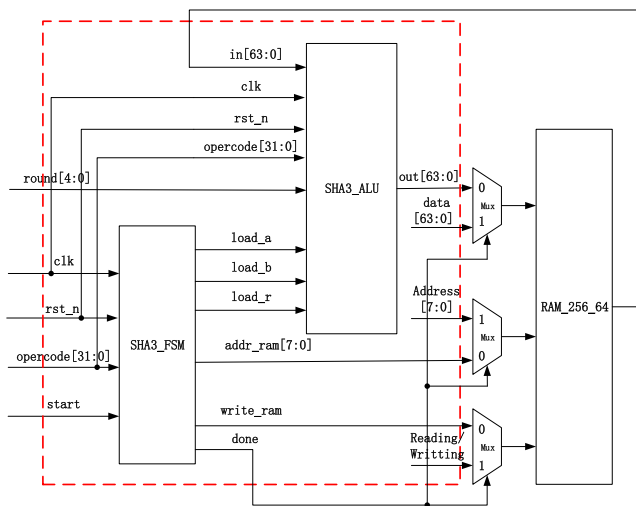 in[63:0]
clk
rst_n
opercode[31:0]
round[4:0]
SHA3_ALU
out[63:0]
data
[63:0]
0
Mux
1
load_a
load_b
load_r
clk
rst_n
opercode[31:0]
start
SHA3_FSM
addr_ram[7:0]
Address
[7:0]
1
Mux
0
RAM_256_64
write_ram
done
Reading/
Writting
0
Mux
1